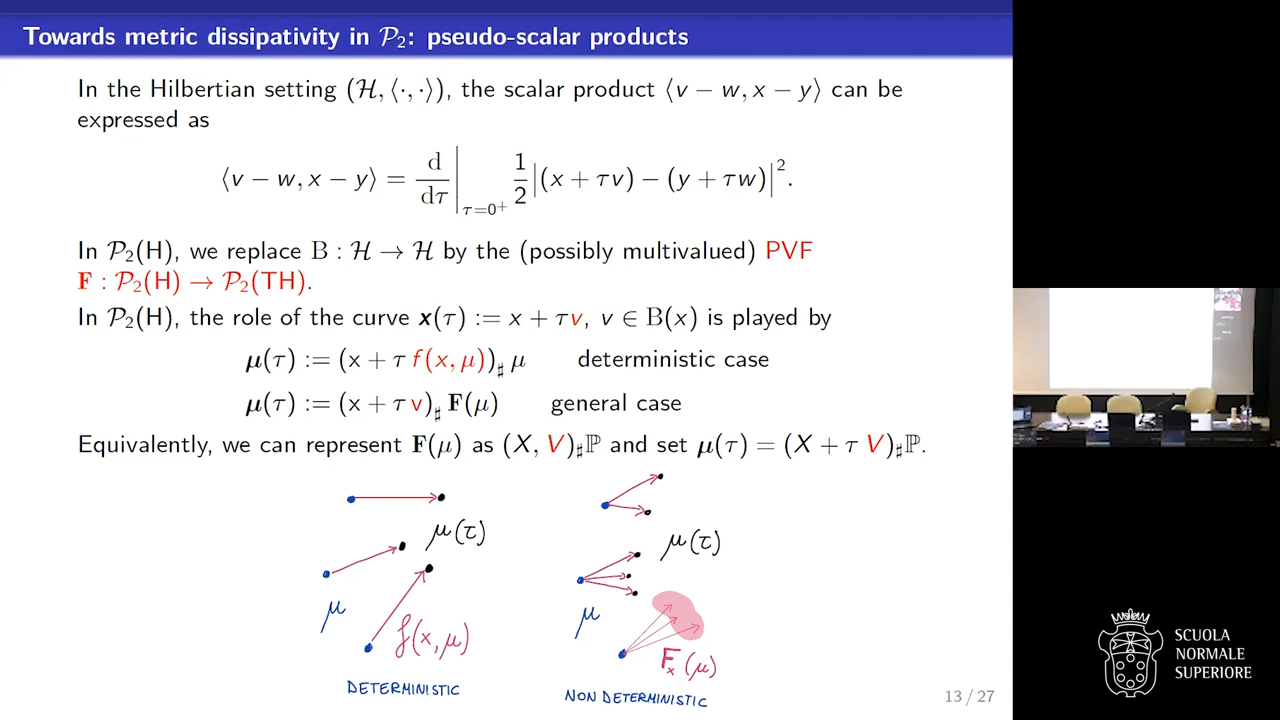 Towards metric dissipativity in 𝒫₂: pseudo-scalar products
In the Hilbertian setting (ℋ, ⟨·, ·⟩), the scalar product ⟨v − w, x − y⟩ can be
expressed as
⟨v − w, x − y⟩ = d/dτ |_{τ=0⁺} 1/2 |(x + τv) − (y + τw)|².
In 𝒫₂(H), we replace B : ℋ → ℋ by the (possibly multivalued) PVF
F : 𝒫₂(H) → 𝒫₂(TH).
In 𝒫₂(H), the role of the curve x(τ) := x + τv, v ∈ B(x) is played by
μ(τ) := (x + τ f(x, μ))♯ μ deterministic case
μ(τ) := (x + τ v)♯ F(μ) general case
Equivalently, we can represent F(μ) as (X, V)♯ℙ and set μ(τ) = (X + τ V)♯ℙ.
μ(τ)
μ
f(x, μ)
DETERMINISTIC
μ(τ)
μ
Fₓ(μ)
NON DETERMINISTIC
13 / 27
SCUOLA
NORMALE
SUPERIORE